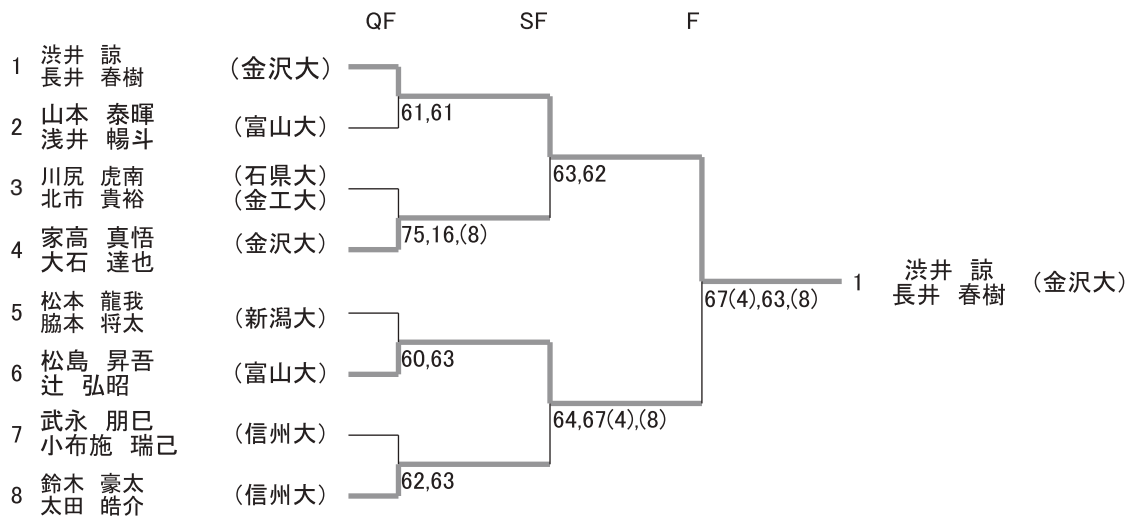 QF SF F
1 渋井 諒
長井 春樹 （金沢大）
61,61
2 山本 泰暉
浅井 暢斗 （富山大）
63,62
3 川尻 虎南 （石県大）
北市 貴裕 （金工大）
75,16,(8)
4 家高 真悟
大石 達也 （金沢大）
67(4),63,(8)
1 渋井 諒
長井 春樹 （金沢大）
5 松本 龍我
脇本 将太 （新潟大）
60,63
6 松島 昇吾
辻 弘昭 （富山大）
64,67(4),(8)
7 武永 朋巳
小布施 瑞己 （信州大）
62,63
8 鈴木 豪太
太田 皓介 （信州大）